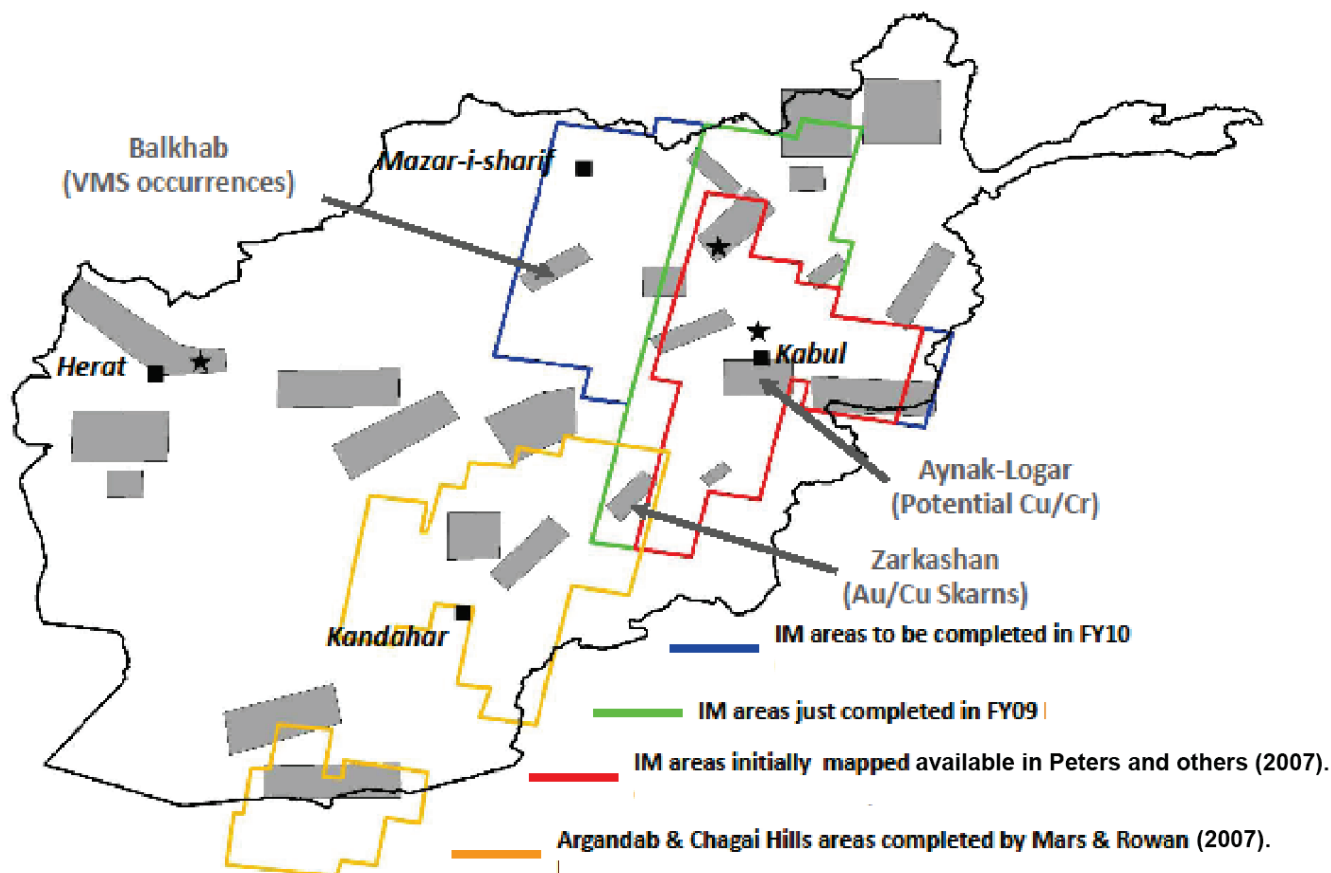 Balkhab
(VMS occurrences)
Mazar-i-sharif
Herat
Kabul
Aynak-Logar
(Potential Cu/Cr)
Zarkashan
(Au/Cu Skarns)
Kandahar
IM areas to be completed in FY10
IM areas just completed in FY09
IM areas initially mapped available in Peters and others (2007).
Argandab & Chagai Hills areas completed by Mars & Rowan (2007).